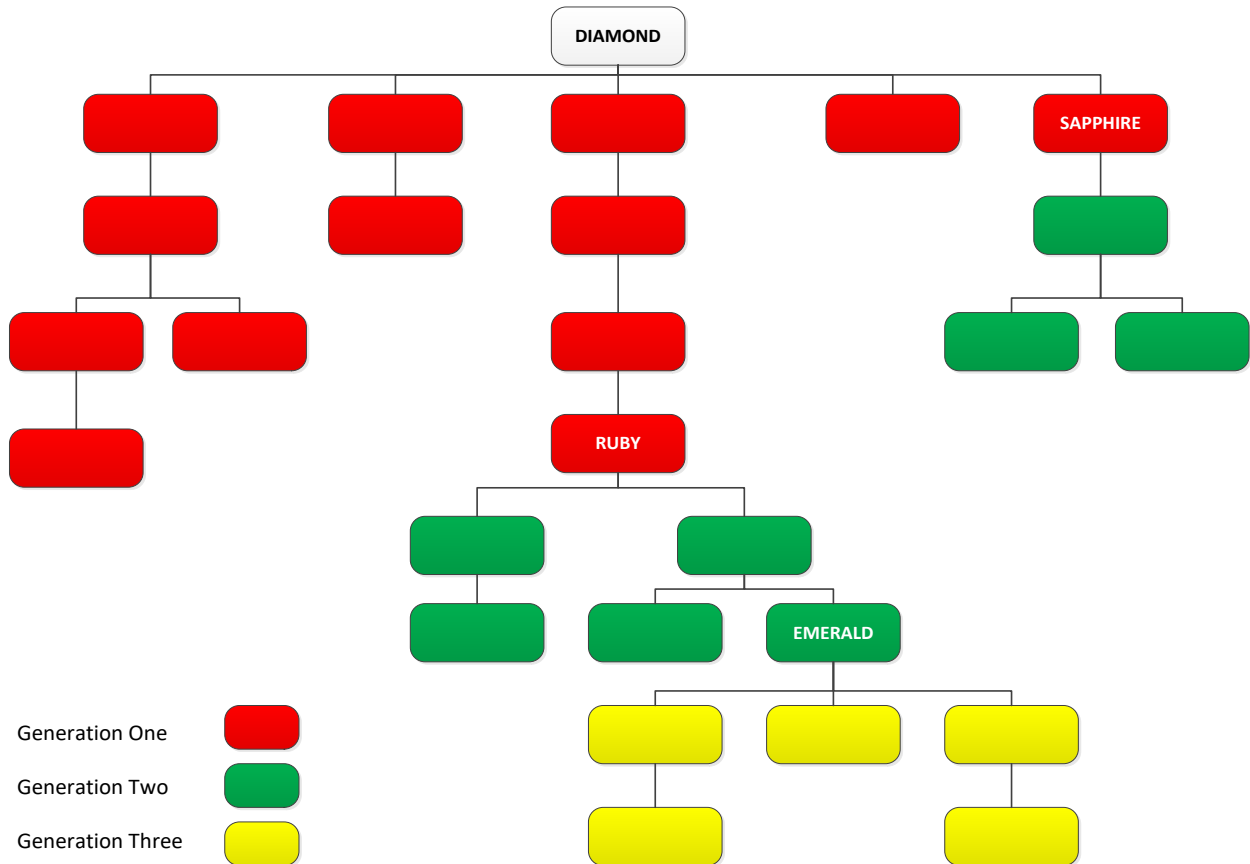 DIAMOND
SAPPHIRE
RUBY
EMERALD
Generation One
Generation Two
Generation Three